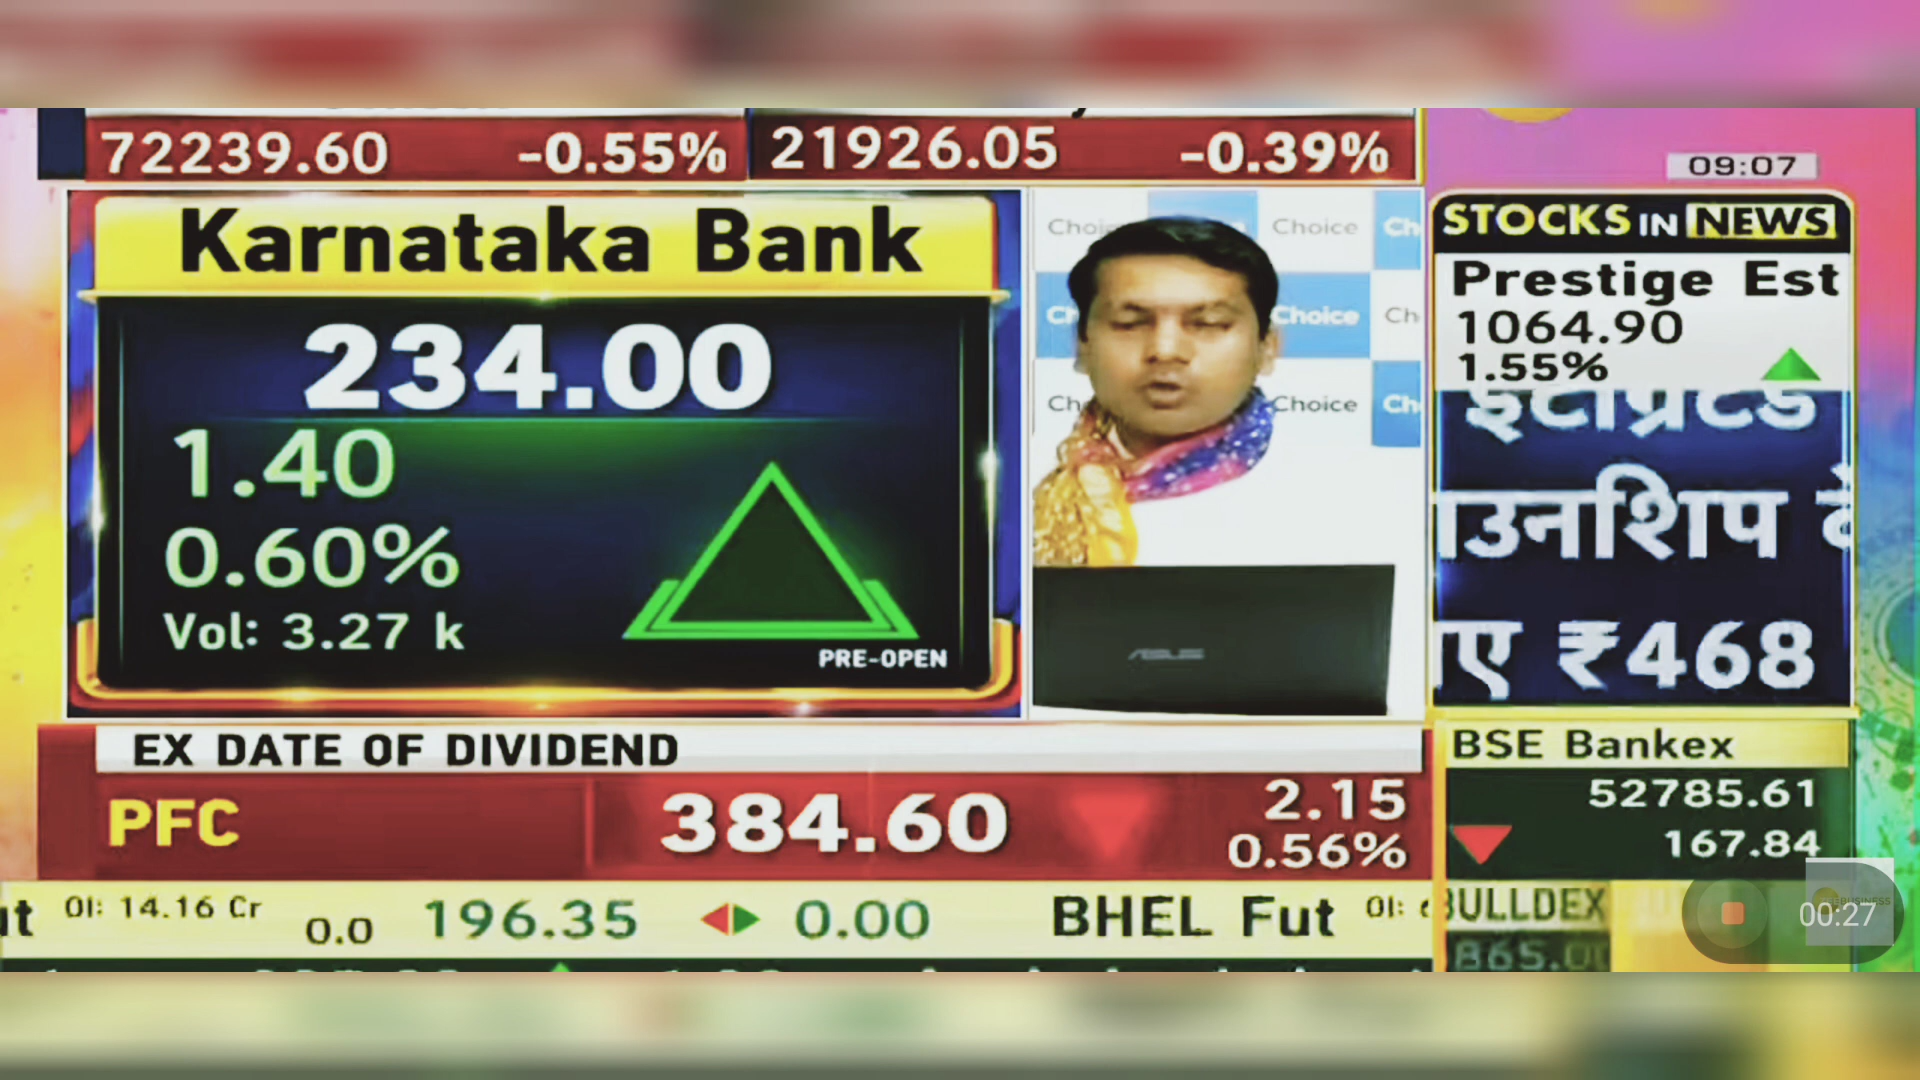 72239.60 -0.55% 21926.05 -0.39%
09:07
Karnataka Bank
234.00
1.40
0.60%
Vol: 3.27 k
PRE-OPEN
Choice Choice
Choice
Choice
ASUS
STOCKS IN NEWS
Prestige Est
1064.90
1.55%
इंटीग्रेटेड
ाउनशिप
₹468
EX DATE OF DIVIDEND
PFC 384.60 2.15
0.56%
BSE Bankex
52785.61
167.84
OI: 14.16 Cr 0.0 196.35 0.00 BHEL Fut OI:
BULLDEX
00:27